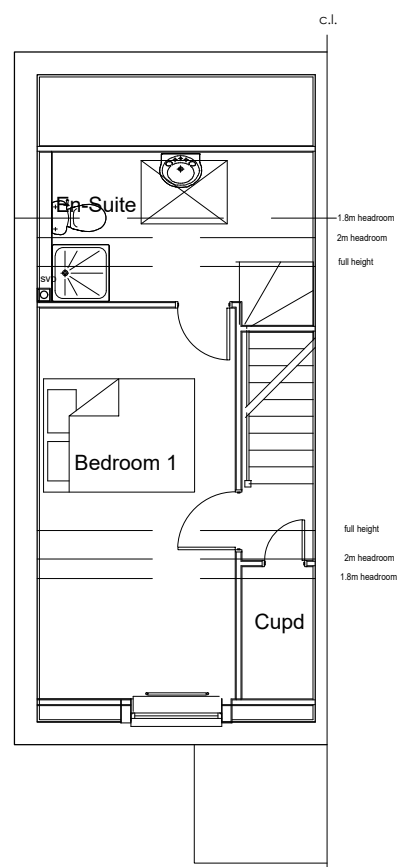 c.l.
En-Suite
1.8m headroom
2m headroom
full height
svp
Bedroom 1
full height
2m headroom
1.8m headroom
Cupd